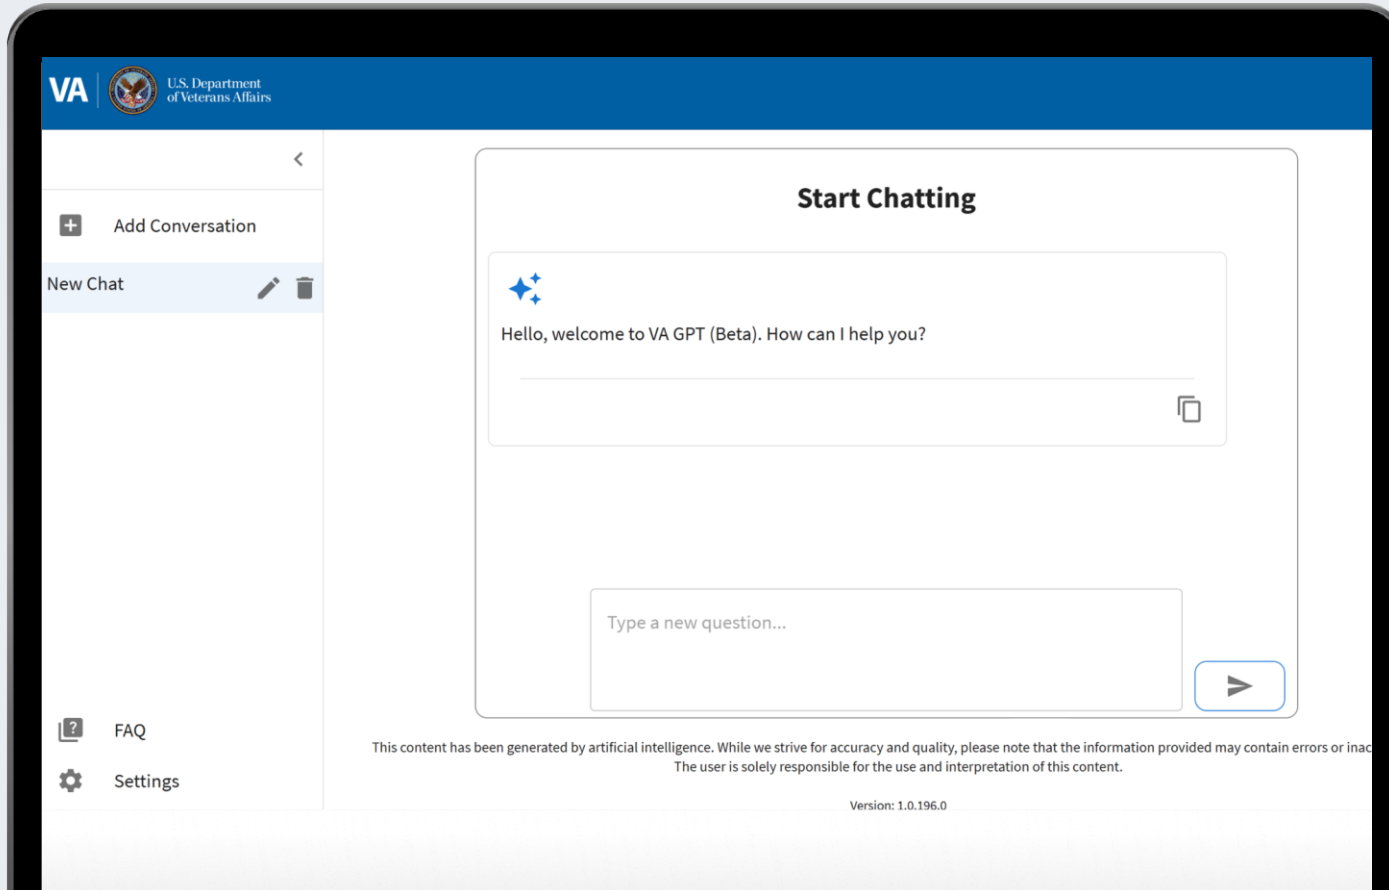 VA
U.S. Department
of Veterans Affairs
Add Conversation
New Chat
FAQ
Settings
Start Chatting
Hello, welcome to VA GPT (Beta). How can I help you?
Type a new question...
This content has been generated by artificial intelligence. While we strive for accuracy and quality, please note that the information provided may contain errors or
The user is solely responsible for the use and interpretation of this content.
Version: 1.0.196.0